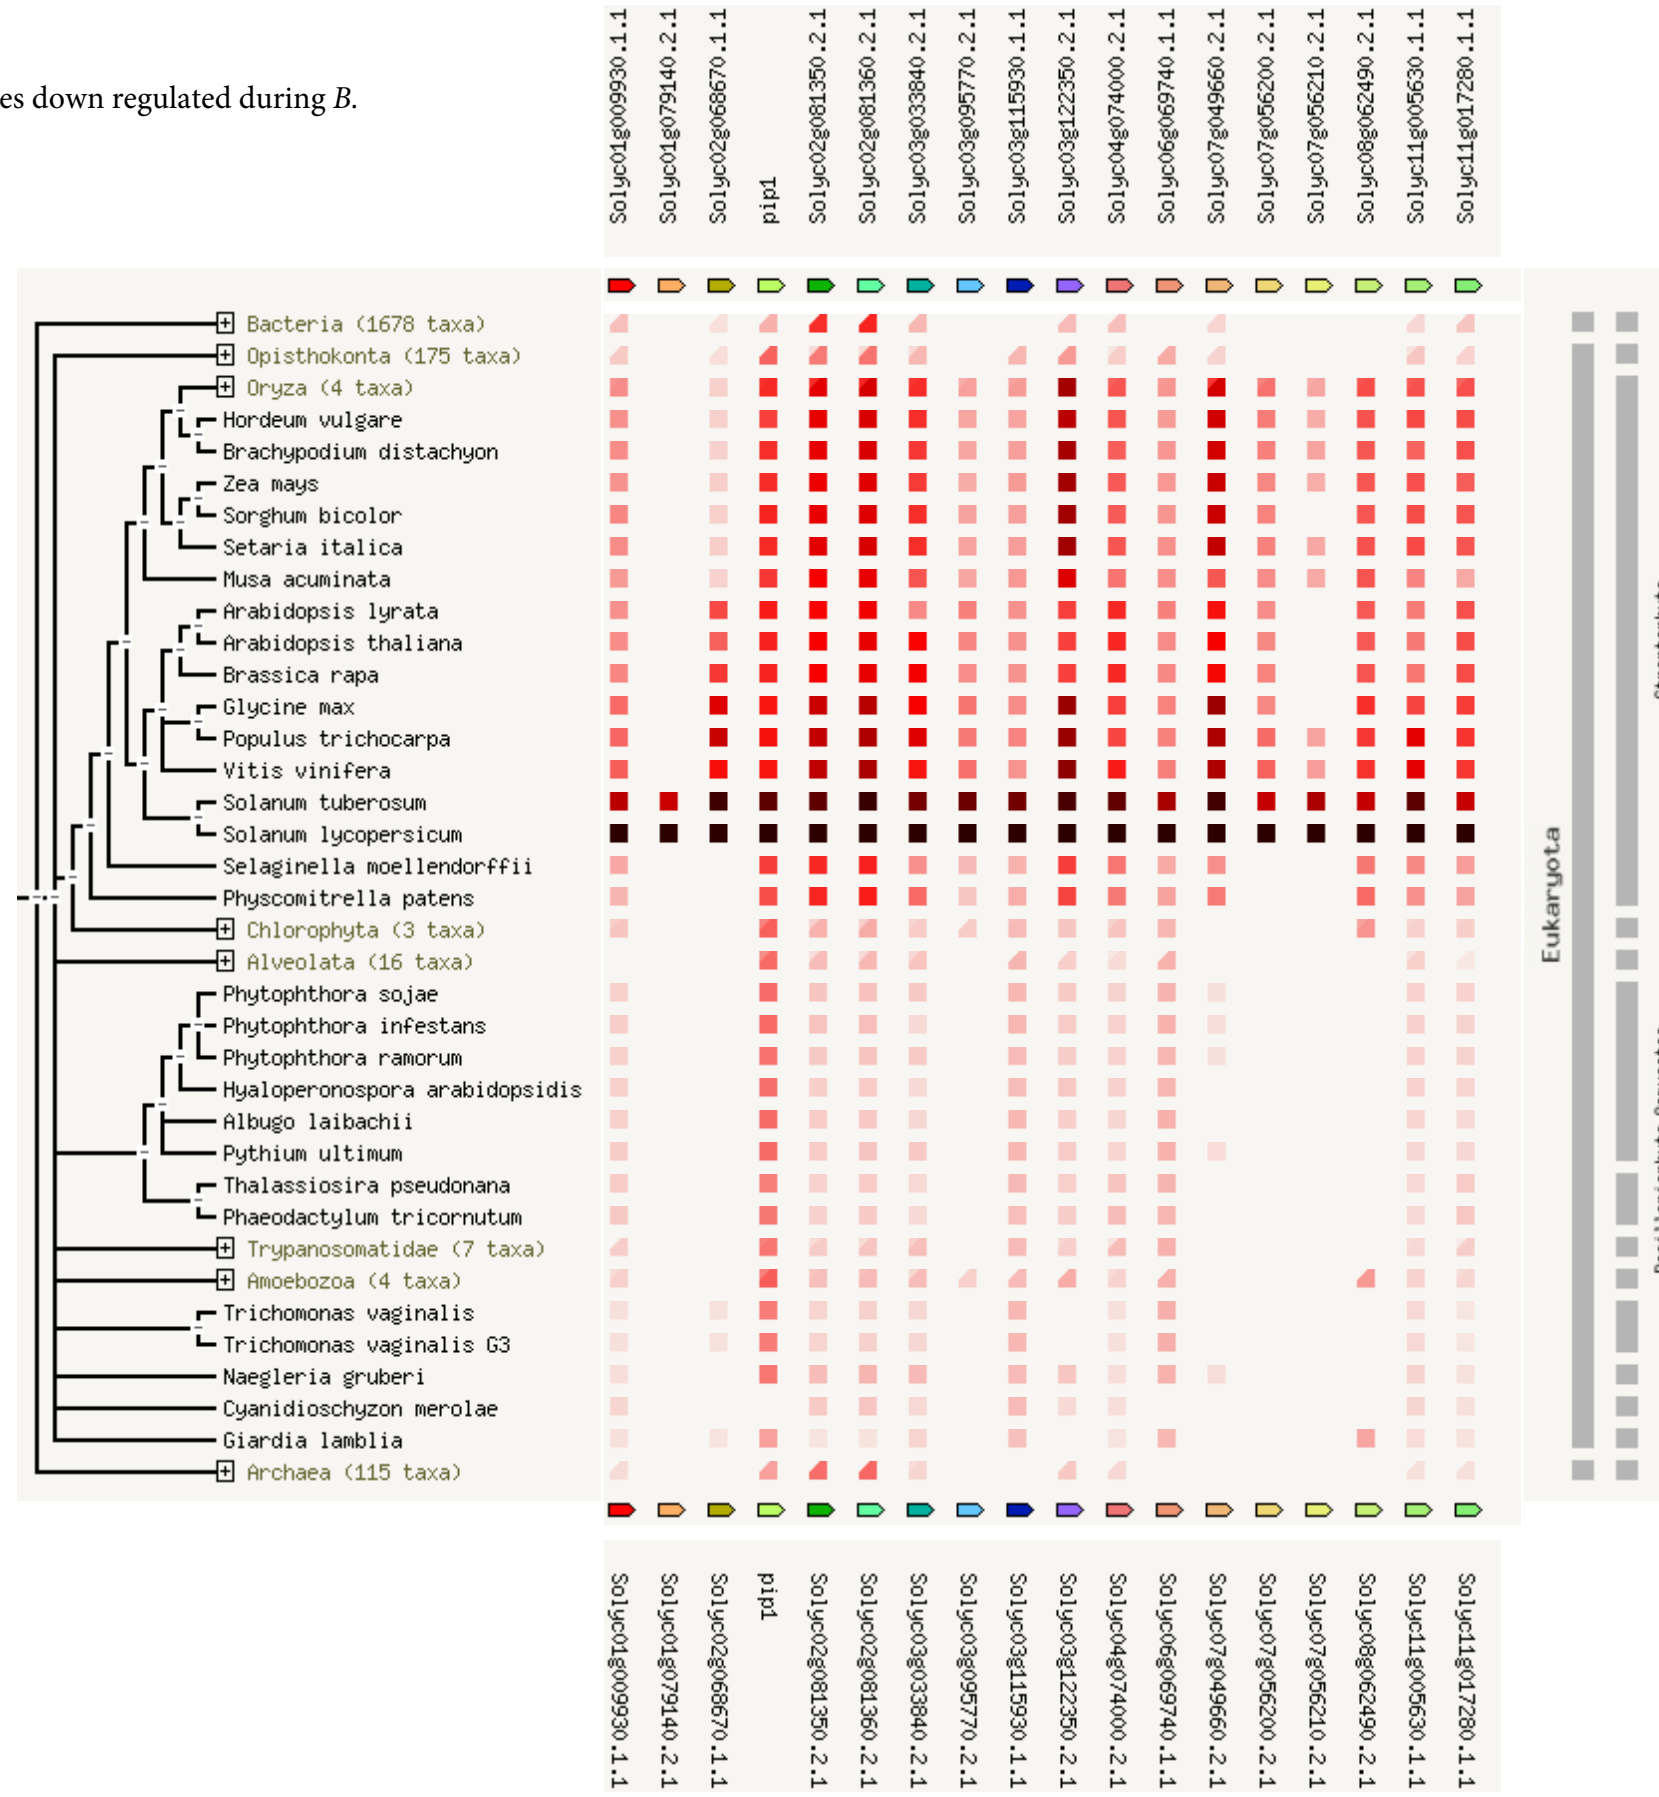 es down regulated during B.
Solyc01g009930.1.1
Solyc01g079140.2.1
Solyc02g068670.1.1
pip1
Solyc02g081350.2.1
Solyc02g081360.2.1
Solyc03g033840.2.1
Solyc03g095770.2.1
Solyc03g115930.1.1
Solyc03g122350.2.1
Solyc04g074000.2.1
Solyc06g069740.1.1
Solyc07g049660.2.1
Solyc07g056200.2.1
Solyc07g056210.2.1
Solyc08g062490.2.1
Solyc11g005630.1.1
Solyc11g017280.1.1
Bacteria (1678 taxa)
Opisthokonta (175 taxa)
Oryza (4 taxa)
Hordeum vulgare
Brachypodium distachyon
Zea mays
Sorghum bicolor
Setaria italica
Musa acuminata
Arabidopsis lyrata
Arabidopsis thaliana
Brassica rapa
Glycine max
Populus trichocarpa
Vitis vinifera
Solanum tuberosum
Solanum lycopersicum
Selaginella moellendorffii
Physcomitrella patens
Chlorophyta (3 taxa)
Alveolata (16 taxa)
Phytophthora sojae
Phytophthora infestans
Phytophthora ramorum
Hyaloperonospora arabidopsidis
Albugo laibachii
Pythium ultimum
Thalassiosira pseudonana
Phaeodactylum tricornutum
Trypanosomatidae (7 taxa)
Amoebozoa (4 taxa)
Trichomonas vaginalis
Trichomonas vaginalis G3
Naegleria gruberi
Cyanidioschyzon merolae
Giardia lamblia
Archaea (115 taxa)
Eukaryota
Solyc01g009930.1.1
Solyc01g079140.2.1
Solyc02g068670.1.1
pip1
Solyc02g081350.2.1
Solyc02g081360.2.1
Solyc03g033840.2.1
Solyc03g095770.2.1
Solyc03g115930.1.1
Solyc03g122350.2.1
Solyc04g074000.2.1
Solyc06g069740.1.1
Solyc07g049660.2.1
Solyc07g056200.2.1
Solyc07g056210.2.1
Solyc08g062490.2.1
Solyc11g005630.1.1
Solyc11g017280.1.1